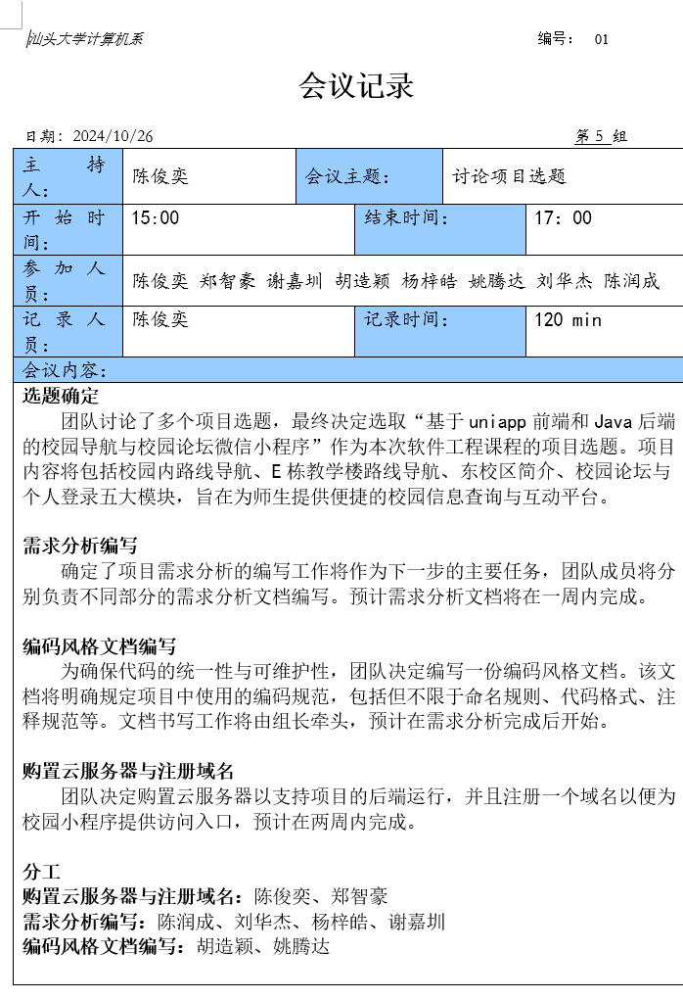 汕头大学计算机系 编号： 01
会议记录
日期：2024/10/26 第 5 组
主持人： 陈俊奕 会议主题： 讨论项目选题
开始时间： 15:00 结束时间： 17：00
参加人员： 陈俊奕 郑智豪 谢嘉圳 胡造颖 杨梓皓 姚腾达 刘华杰 陈润成
记录人员： 陈俊奕 记录时间： 120 min
会议内容：
选题确定
团队讨论了多个项目选题，最终决定选取“基于 uniapp 前端和 Java 后端
的校园导航与校园论坛微信小程序”作为本次软件工程课程的项目选题。项目
内容将包括校园内路线导航、E 栋教学楼路线导航、东校区简介、校园论坛与
个人登录五大模块，旨在为师生提供便捷的校园信息查询与互动平台。
需求分析编写
确定了项目需求分析的编写工作将作为下一步的主要任务，团队成员将分
别负责不同部分的需求分析文档编写。预计需求分析文档将在一周内完成。
编码风格文档编写
为确保代码的统一性与可维护性，团队决定编写一份编码风格文档。该文
档将明确规定项目中使用的编码规范，包括但不限于命名规则、代码格式、注
释规范等。文档书写工作将由组长牵头，预计在需求分析完成后开始。
购置云服务器与注册域名
团队决定购置云服务器以支持项目的后端运行，并且注册一个域名以便为
校园小程序提供访问入口，预计在两周内完成。
分工
购置云服务器与注册域名：陈俊奕、郑智豪
需求分析编写：陈润成、刘华杰、杨梓皓、谢嘉圳
编码风格文档编写：胡造颖、姚腾达